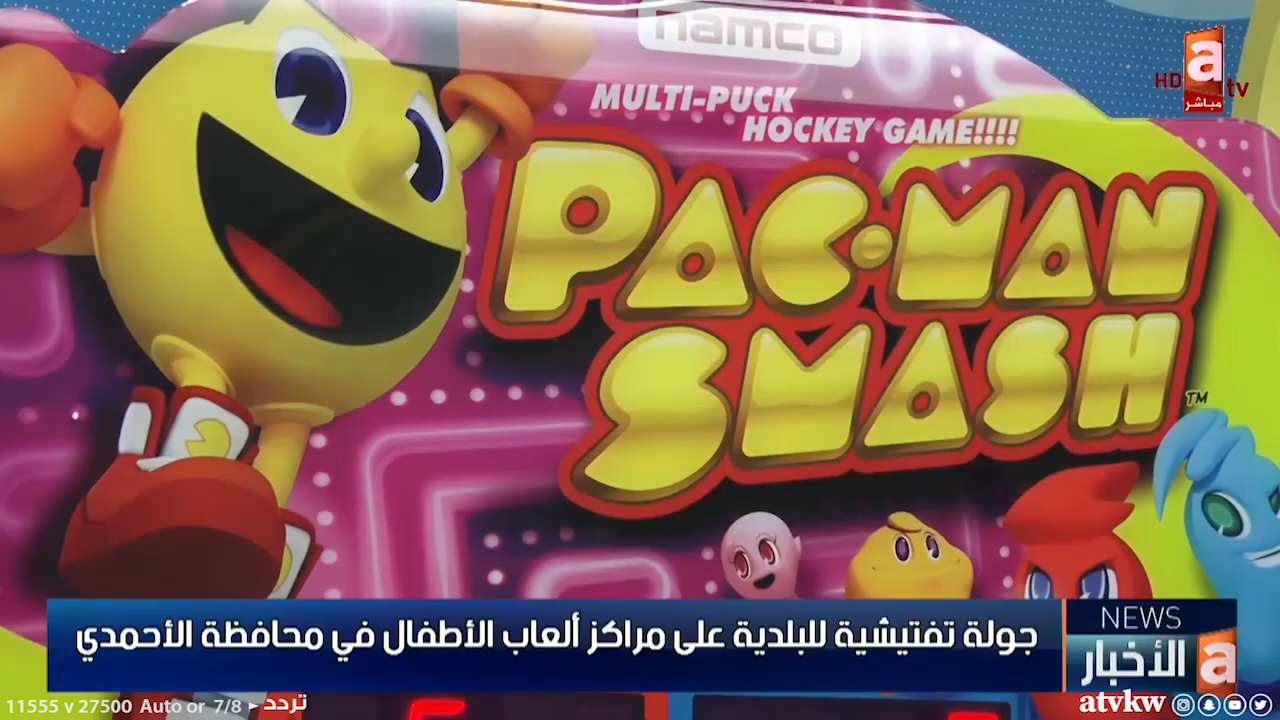 namco
MULTI-PUCK
HOCKEY GAME!!!!
PAC-MAN
SMASH
TM
HD a tv
مباشر
جولة تفتيشية للبلدية على مراكز ألعاب الأطفال في محافظة الأحمدي
NEWS
الأخبار a
11555 v 27500 Auto or 7/8 ► تردد
atvkw